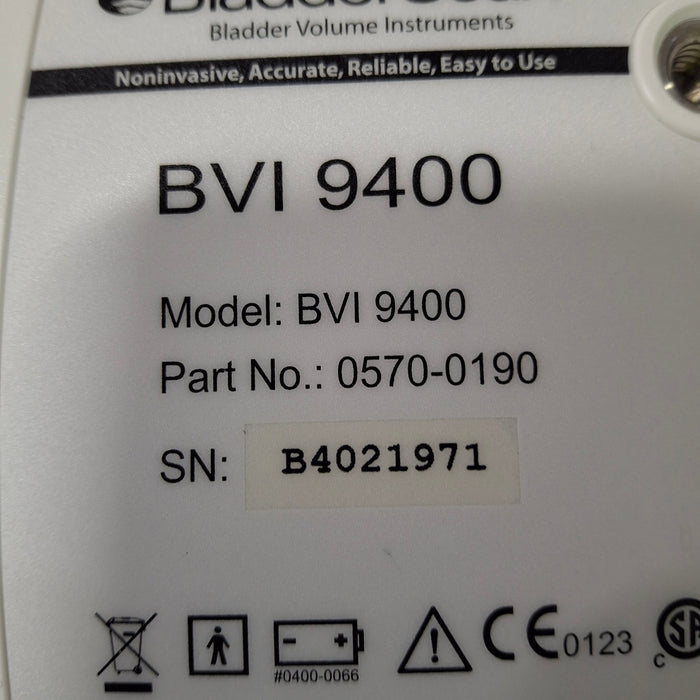 Bladder Volume Instruments
Noninvasive, Accurate, Reliable, Easy to Use
BVI 9400
Model: BVI 9400
Part No.: 0570-0190
SN: B4021971
- +
#0400-0066
CE 0123
c